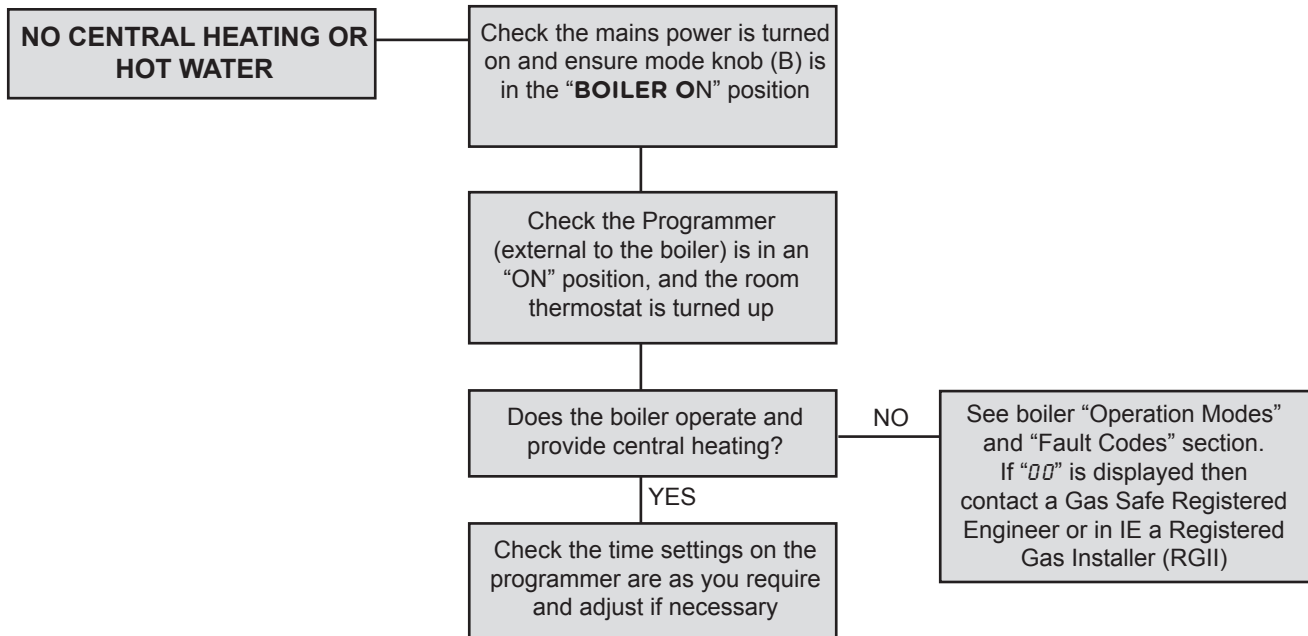 NO CENTRAL HEATING OR
HOT WATER
Check the mains power is turned
on and ensure mode knob (B) is
in the “BOILER ON” position
Check the Programmer
(external to the boiler) is in an
“ON” position, and the room
thermostat is turned up
Does the boiler operate and
provide central heating?
NO
See boiler “Operation Modes”
and “Fault Codes” section.
If “00” is displayed then
contact a Gas Safe Registered
Engineer or in IE a Registered
Gas Installer (RGII)
YES
Check the time settings on the
programmer are as you require
and adjust if necessary